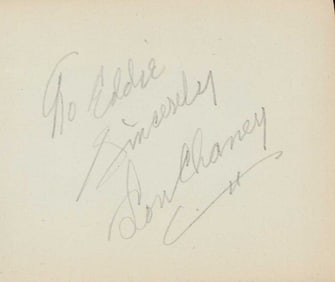 To Eddie
Sincerely
Lon Chaney